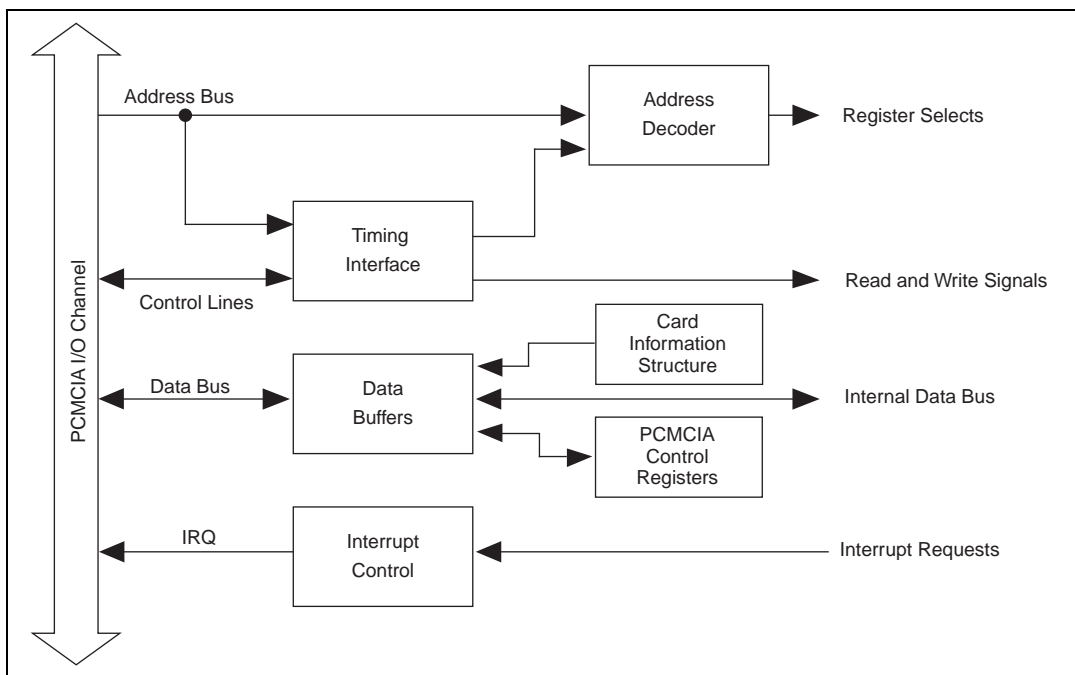 PCMCIA I/O Channel
Address Bus
Address
Decoder
Register Selects
Timing
Interface
Control Lines
Read and Write Signals
Card
Information
Structure
Data Bus
Data
Buffers
Internal Data Bus
PCMCIA
Control
Registers
IRQ
Interrupt
Control
Interrupt Requests